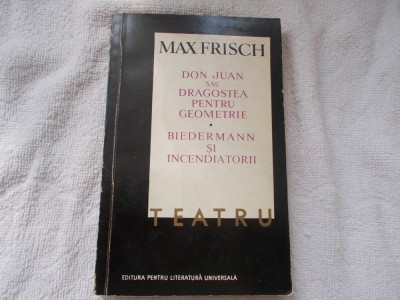 MAX FRISCH
DON JUAN
SAU
DRAGOSTEA
PENTRU
GEOMETRIE
•
BIEDERMANN
ȘI
INCENDIATORII
TEATRU
EDITURA PENTRU LITERATURĂ UNIVERSALĂ